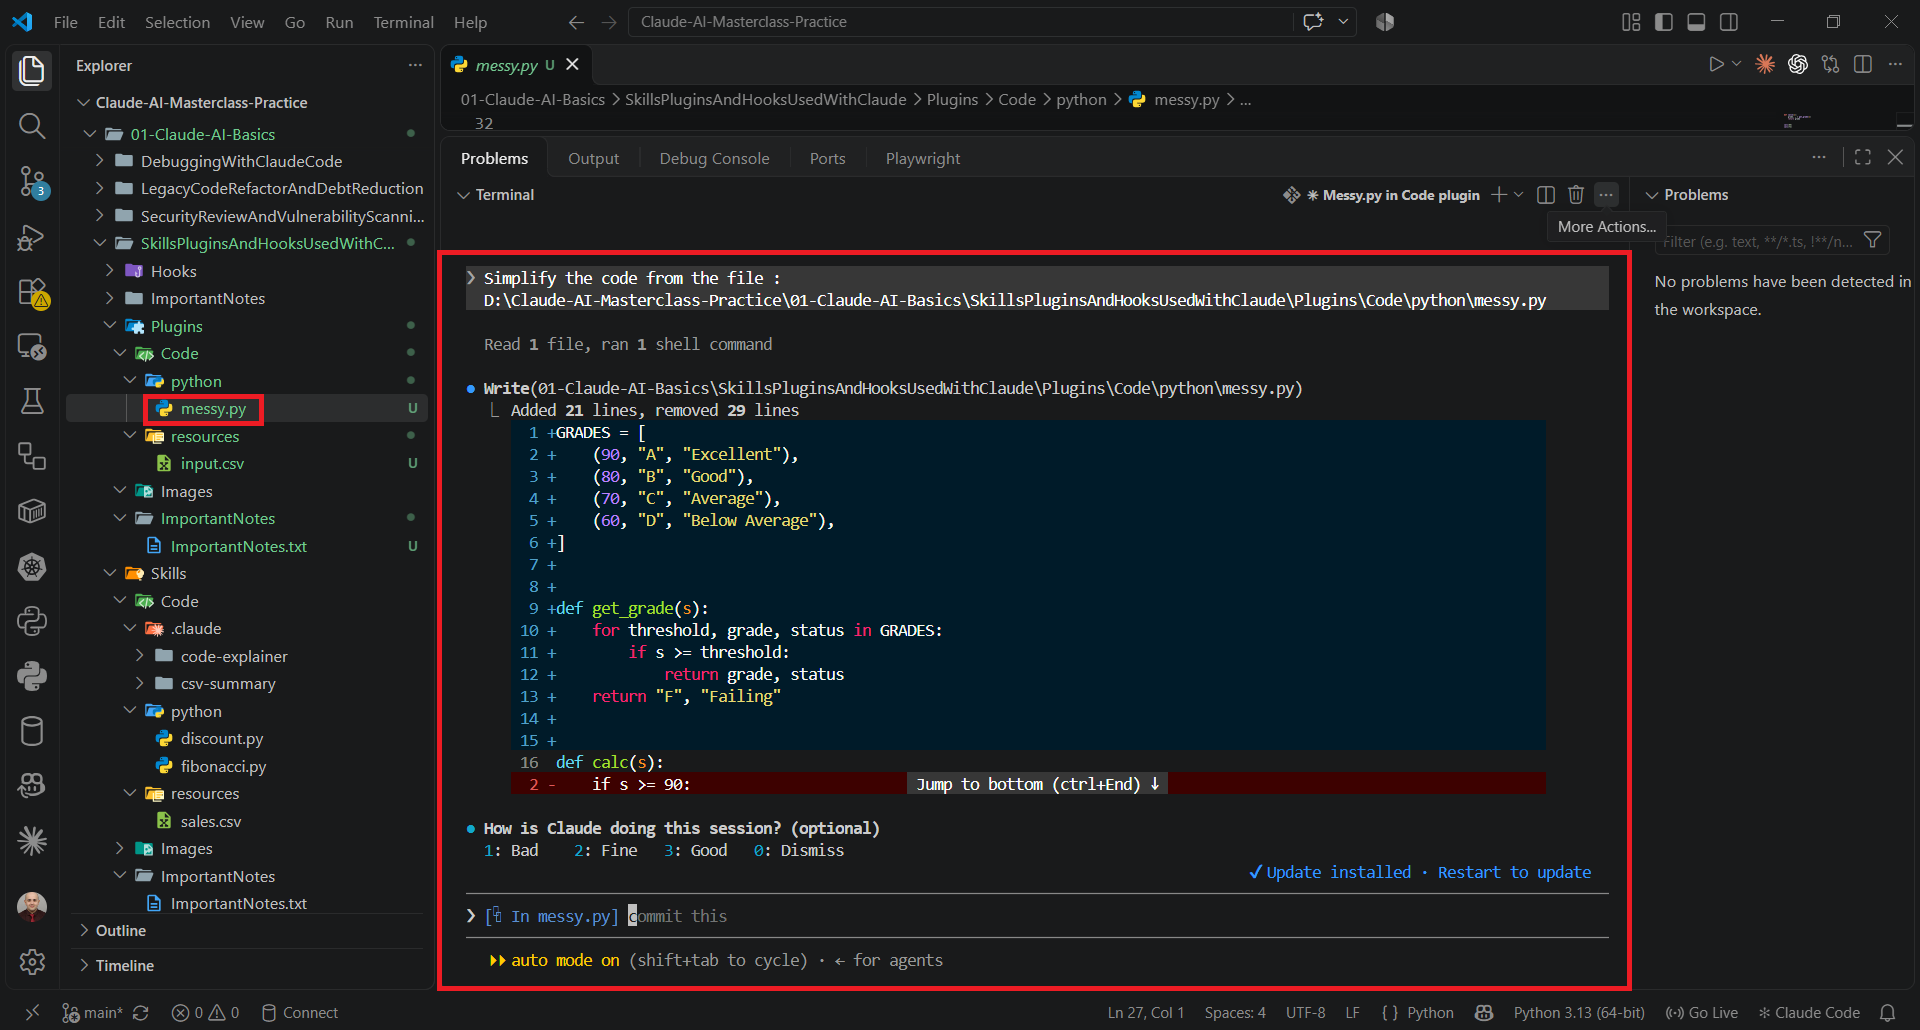 File Edit Selection View Go Run Terminal Help
Claude-AI-Masterclass-Practice
Explorer
Claude-AI-Masterclass-Practice
01-Claude-AI-Basics
DebuggingWithClaudeCode
LegacyCodeRefactorAndDebtReduction
SecurityReviewAndVulnerabilityScanni...
SkillsPluginsAndHooksUsedWithC...
Hooks
ImportantNotes
Plugins
Code
python
messy.py U
resources
input.csv U
Images
ImportantNotes
ImportantNotes.txt U
Skills
Code
.claude
code-explainer
csv-summary
python
discount.py
fibonacci.py
resources
sales.csv
Images
ImportantNotes
ImportantNotes.txt
Outline
Timeline
3
messy.py U
01-Claude-AI-Basics > SkillsPluginsAndHooksUsedWithClaude > Plugins > Code > python > messy.py > ...
32
Problems Output Debug Console Ports Playwright
Terminal
Messy.py in Code plugin
More Actions...
Problems
Filter (e.g. text, **/*.ts, !**/n...
No problems have been detected in
the workspace.
❯ Simplify the code from the file :
D:\Claude-AI-Masterclass-Practice\01-Claude-AI-Basics\SkillsPluginsAndHooksUsedWithClaude\Plugins\Code\python\messy.py
Read 1 file, ran 1 shell command
● Write(01-Claude-AI-Basics\SkillsPluginsAndHooksUsedWithClaude\Plugins\Code\python\messy.py)
⎿ Added 21 lines, removed 29 lines
1 +GRADES = [
2 +    (90, "A", "Excellent"),
3 +    (80, "B", "Good"),
4 +    (70, "C", "Average"),
5 +    (60, "D", "Below Average"),
6 +]
7 +
8 +
9 +def get_grade(s):
10 +    for threshold, grade, status in GRADES:
11 +        if s >= threshold:
12 +            return grade, status
13 +    return "F", "Failing"
14 +
15 +
16  def calc(s):
2 -    if s >= 90:
Jump to bottom (ctrl+End) ↓
● How is Claude doing this session? (optional)
1: Bad 2: Fine 3: Good 0: Dismiss
✓Update installed · Restart to update
❯ [In messy.py] commit this
auto mode on (shift+tab to cycle) · ← for agents
main* 0 0 Connect
Ln 27, Col 1 Spaces: 4 UTF-8 LF { } Python Python 3.13 (64-bit) Go Live Claude Code